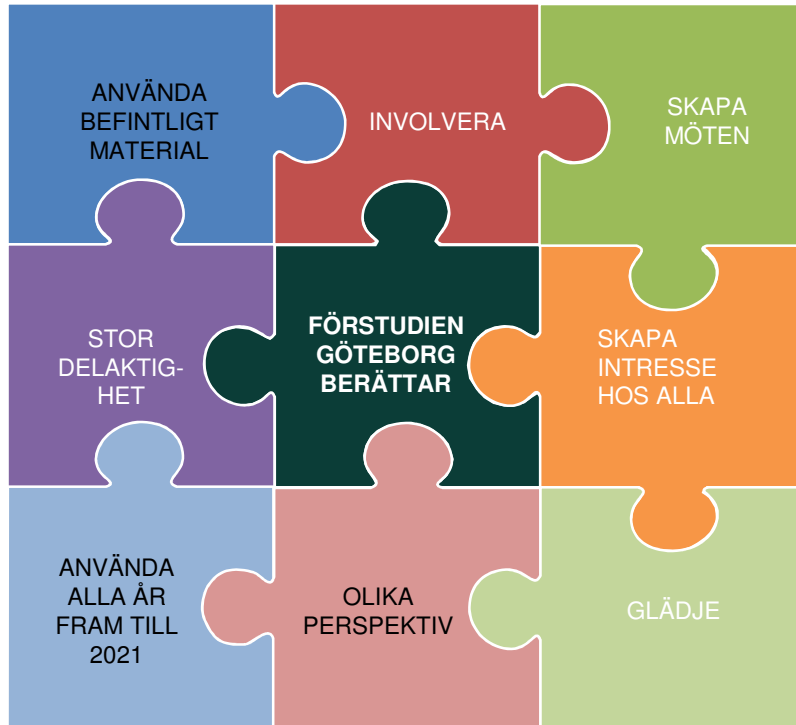 ANVÄNDA
BEFINTLIGT
MATERIAL
INVOLVERA
SKAPA
MÖTEN
STOR
DELAKTIG-
HET
FÖRSTUDIEN
GÖTEBORG
BERÄTTAR
SKAPA
INTRESSE
HOS ALLA
ANVÄNDA
ALLA ÅR
FRAM TILL
2021
OLIKA
PERSPEKTIV
GLÄDJE